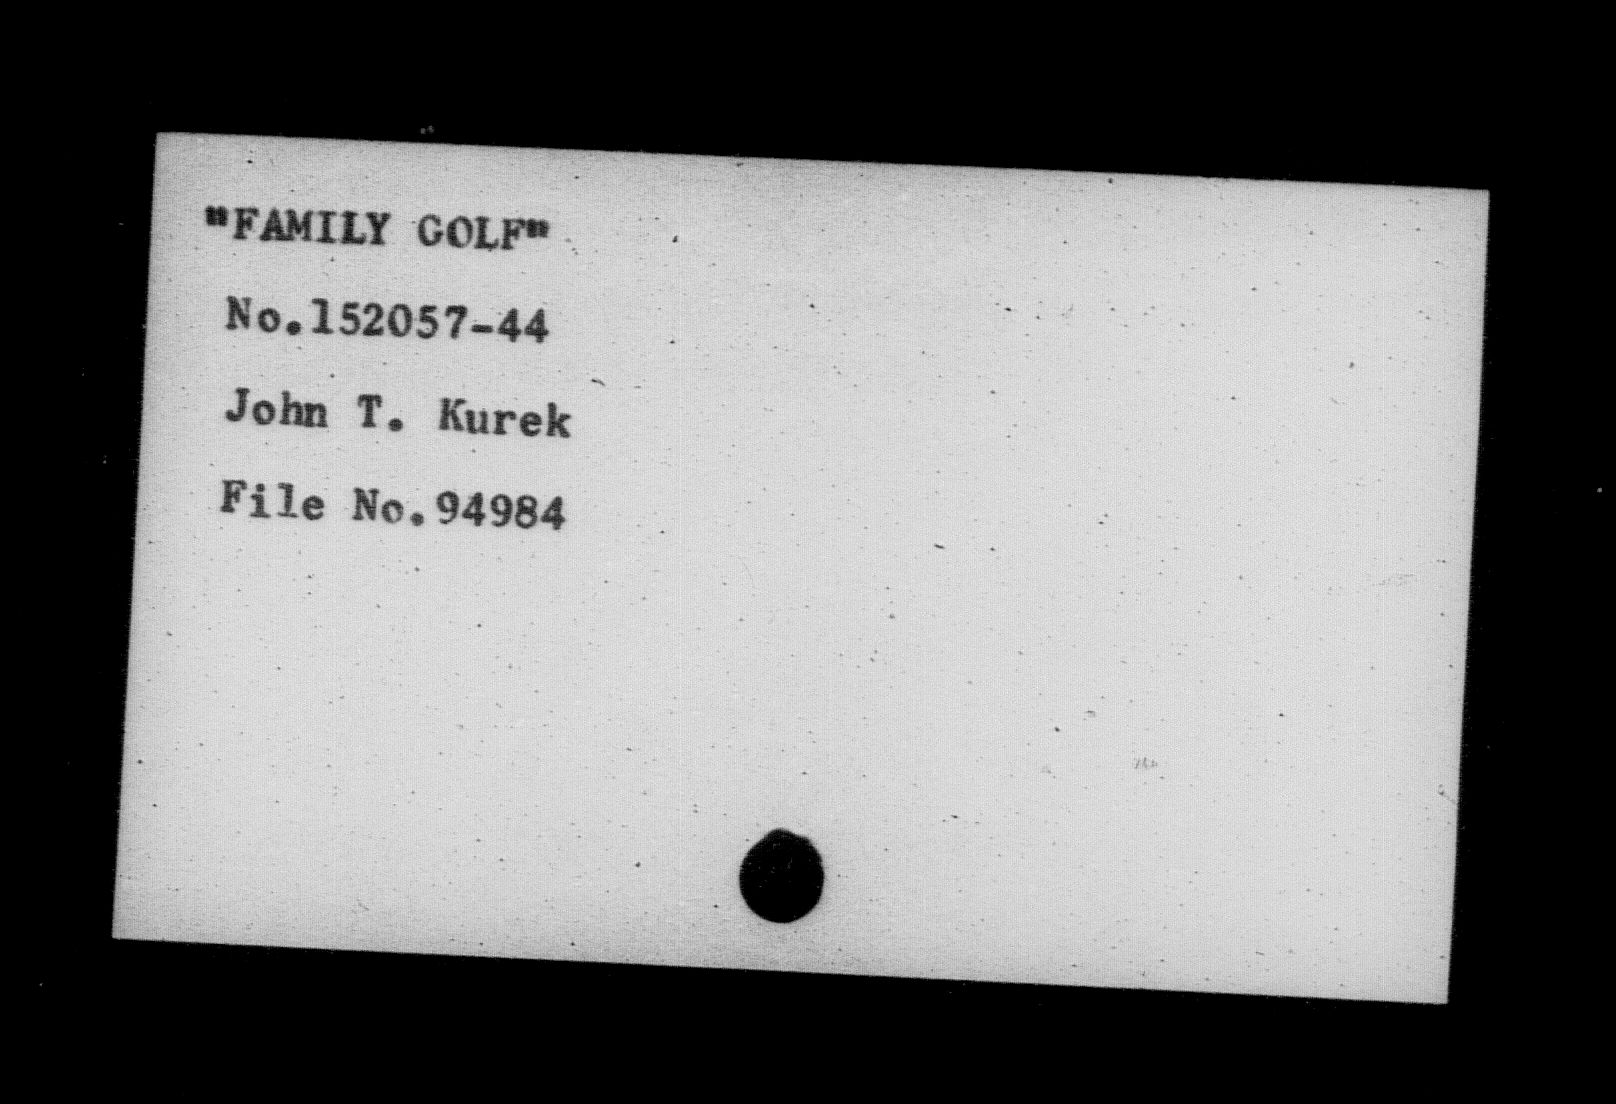 "FAMILY GOLF"
No.152057-44
John T. Kurek
File No.94984